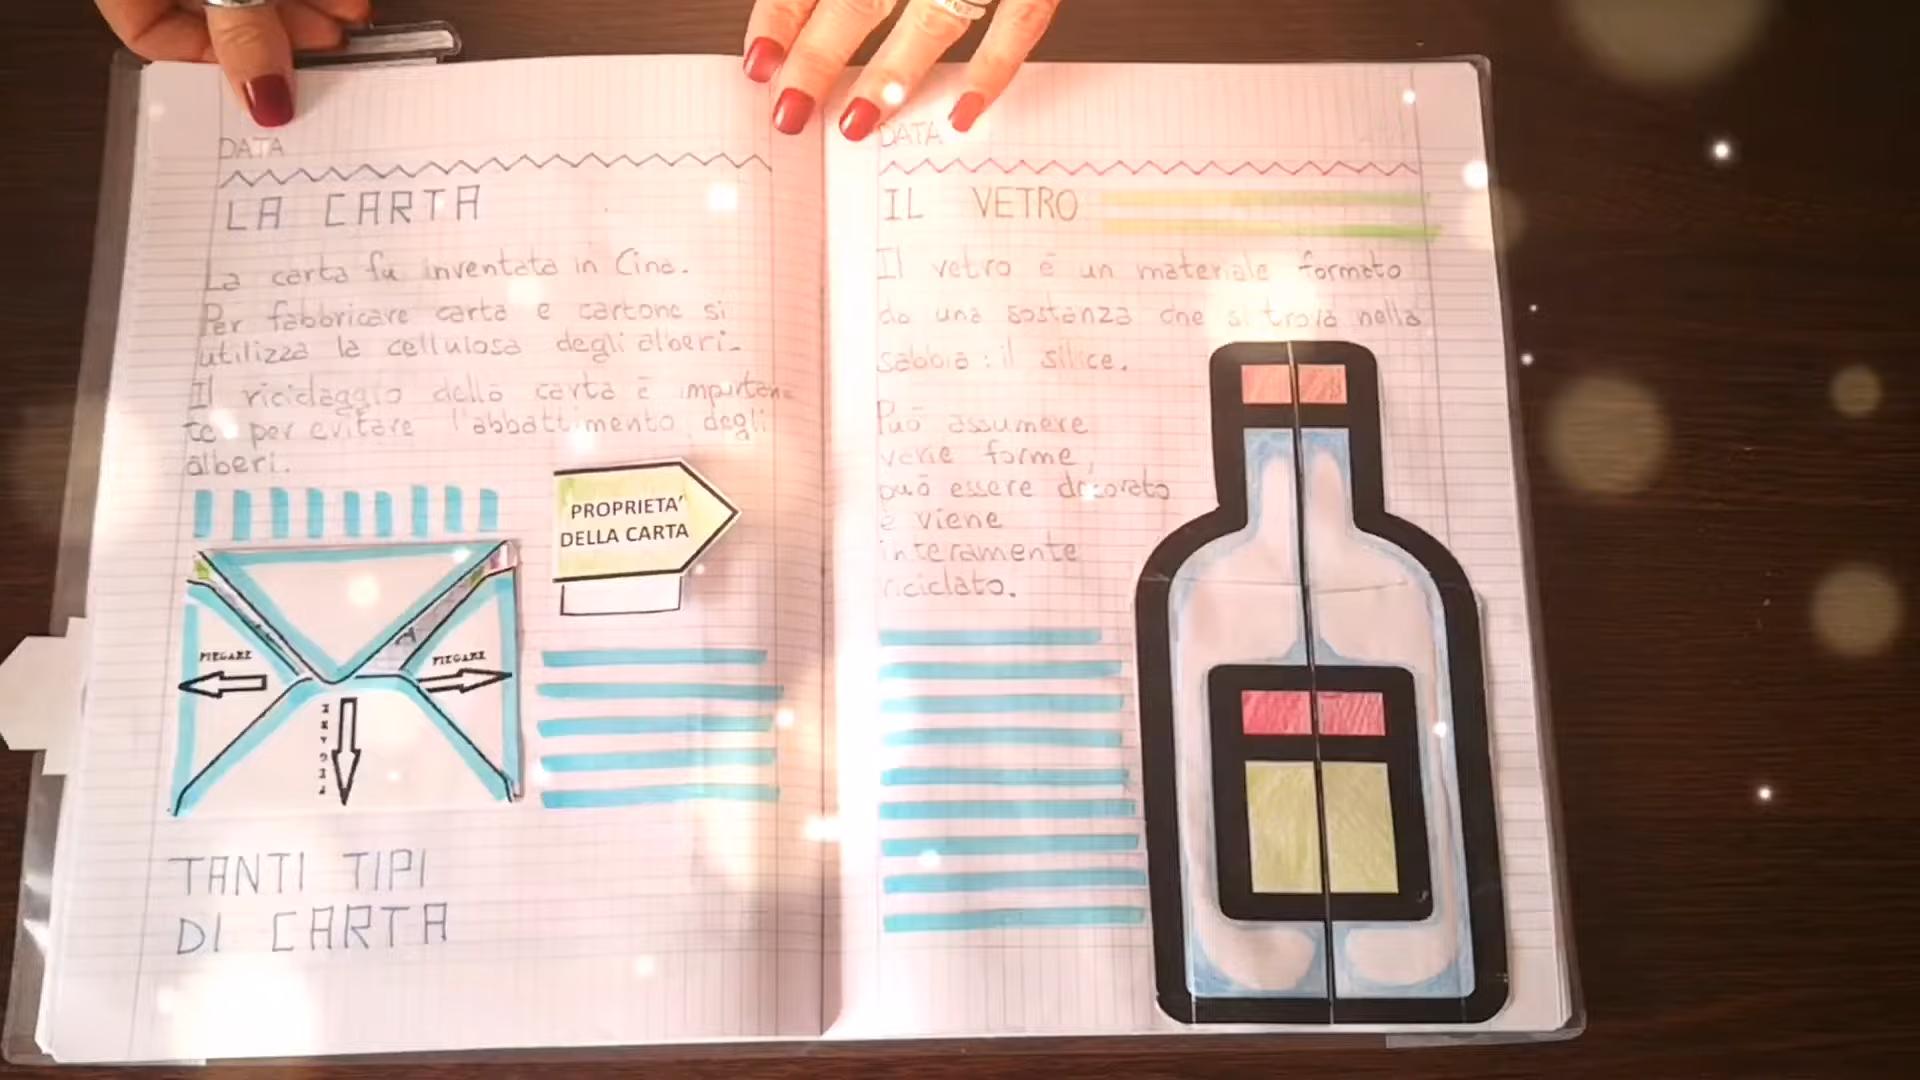 DATA
LA CARTA
La carta fu inventata in Cina.
Per fabbricare carta e cartone si
utilizza la cellulosa degli alberi.
Il riciclaggio della carta è importan-
te per evitare l'abbattimento degli
alberi.
PROPRIETA'
DELLA CARTA
PIEGARE
PIEGARE
PIEGARE
TANTI TIPI
DI CARTA
DATA
IL VETRO
Il vetro è un materiale formato
da una sostanza che si trova nella
sabbia: il silice.
Può assumere
varie forme,
può essere decorato
e viene
interamente
riciclato.